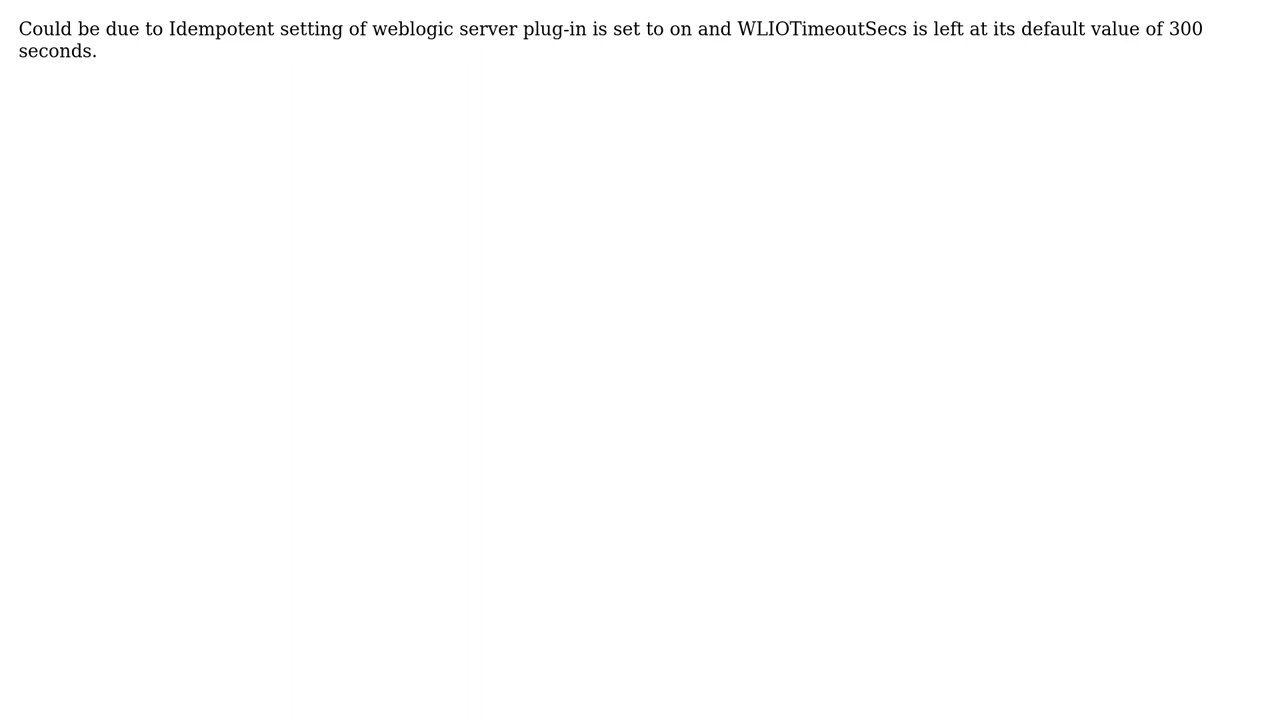 Could be due to Idempotent setting of weblogic server plug-in is set to on and WLIOTimeoutSecs is left at its default value of 300
seconds.